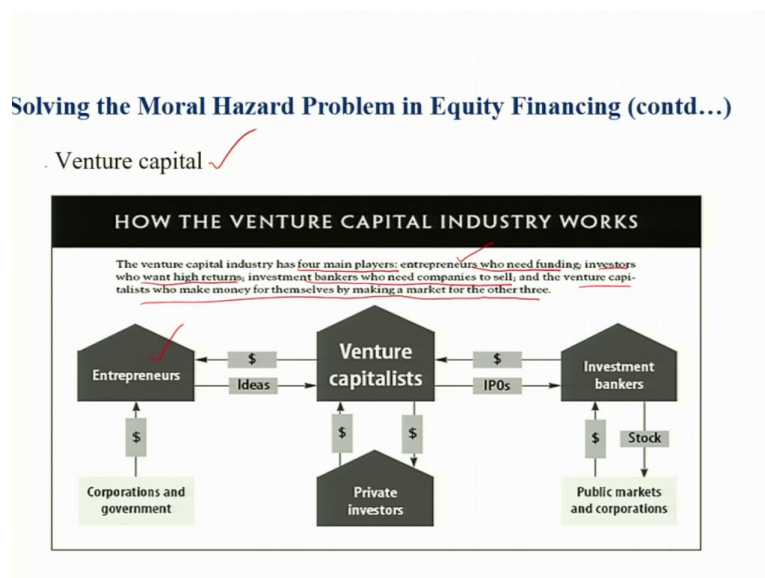 Solving the Moral Hazard Problem in Equity Financing (contd...)
. Venture capital
HOW THE VENTURE CAPITAL INDUSTRY WORKS
The venture capital industry has four main players: entrepreneurs who need funding; investors
who want high returns; investment bankers who need companies to sell; and the venture capi-
talists who make money for themselves by making a market for the other three.
Entrepreneurs
$
Ideas
Venture
capitalists
$
IPOs
Investment
bankers
$
$
$
$
Stock
Corporations and
government
Private
investors
Public markets
and corporations